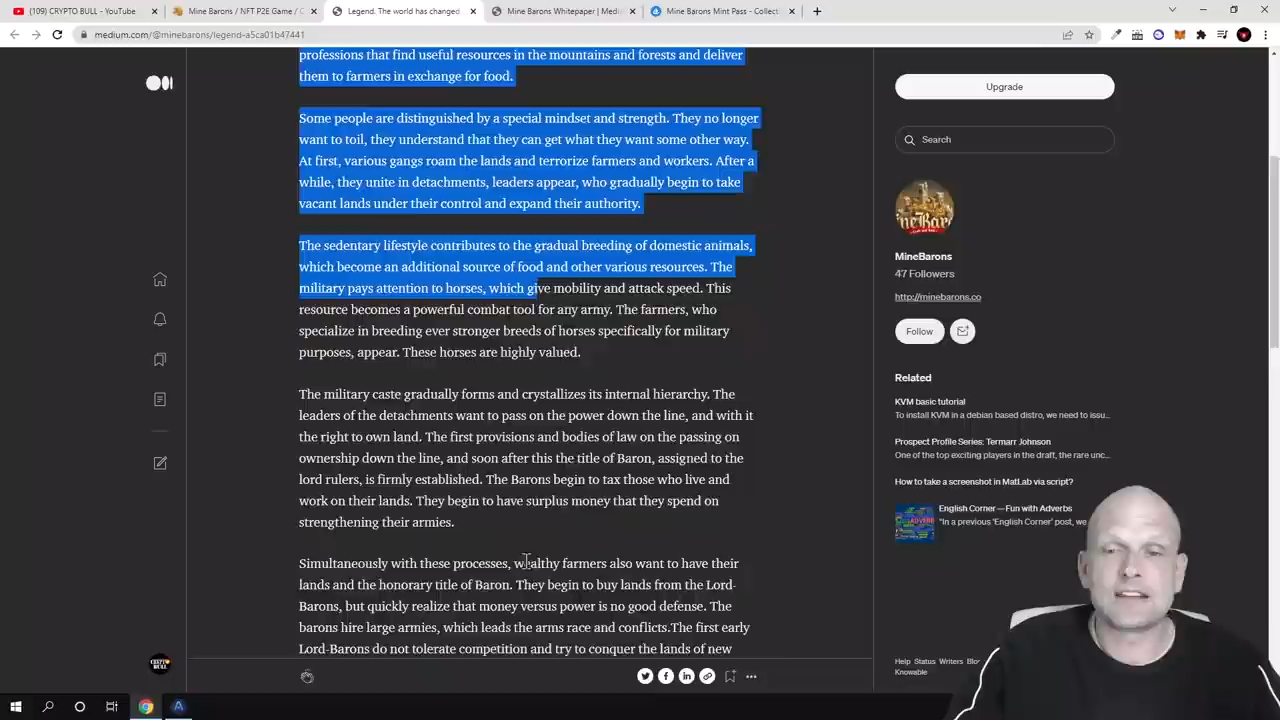 (109) CRYPTO BULL - YouTube
Mine Barons / NFT P2E Game / C
Legend. The world has changed
Mine Barons Whitepaper | Medi
Mine Barons Mint Pass - Collecti
medium.com/@minebarons/legend-a5ca01b47441
professions that find useful resources in the mountains and forests and deliver
them to farmers in exchange for food.
Some people are distinguished by a special mindset and strength. They no longer
want to toil, they understand that they can get what they want some other way.
At first, various gangs roam the lands and terrorize farmers and workers. After a
while, they unite in detachments, leaders appear, who gradually begin to take
vacant lands under their control and expand their authority.
The sedentary lifestyle contributes to the gradual breeding of domestic animals,
which become an additional source of food and other various resources. The
military pays attention to horses, which give mobility and attack speed. This
resource becomes a powerful combat tool for any army. The farmers, who
specialize in breeding ever stronger breeds of horses specifically for military
purposes, appear. These horses are highly valued.
The military caste gradually forms and crystallizes its internal hierarchy. The
leaders of the detachments want to pass on the power down the line, and with it
the right to own land. The first provisions and bodies of law on the passing on
ownership down the line, and soon after this the title of Baron, assigned to the
lord rulers, is firmly established. The Barons begin to tax those who live and
work on their lands. They begin to have surplus money that they spend on
strengthening their armies.
Simultaneously with these processes, wealthy farmers also want to have their
lands and the honorary title of Baron. They begin to buy lands from the Lord-
Barons, but quickly realize that money versus power is no good defense. The
barons hire large armies, which leads the arms race and conflicts.The first early
Lord-Barons do not tolerate competition and try to conquer the lands of new
Upgrade
Search
MineBarons
47 Followers
http://minebarons.co
Follow
Related
KVM basic tutorial
To install KVM in a debian based distro, we need to issu...
Prospect Profile Series: Termarr Johnson
One of the top exciting players in the draft, the rare unc...
How to take a screenshot in MatLab via script?
English Corner — Fun with Adverbs
"In a previous 'English Corner' post, we
Help Status Writers Blo
Knowable